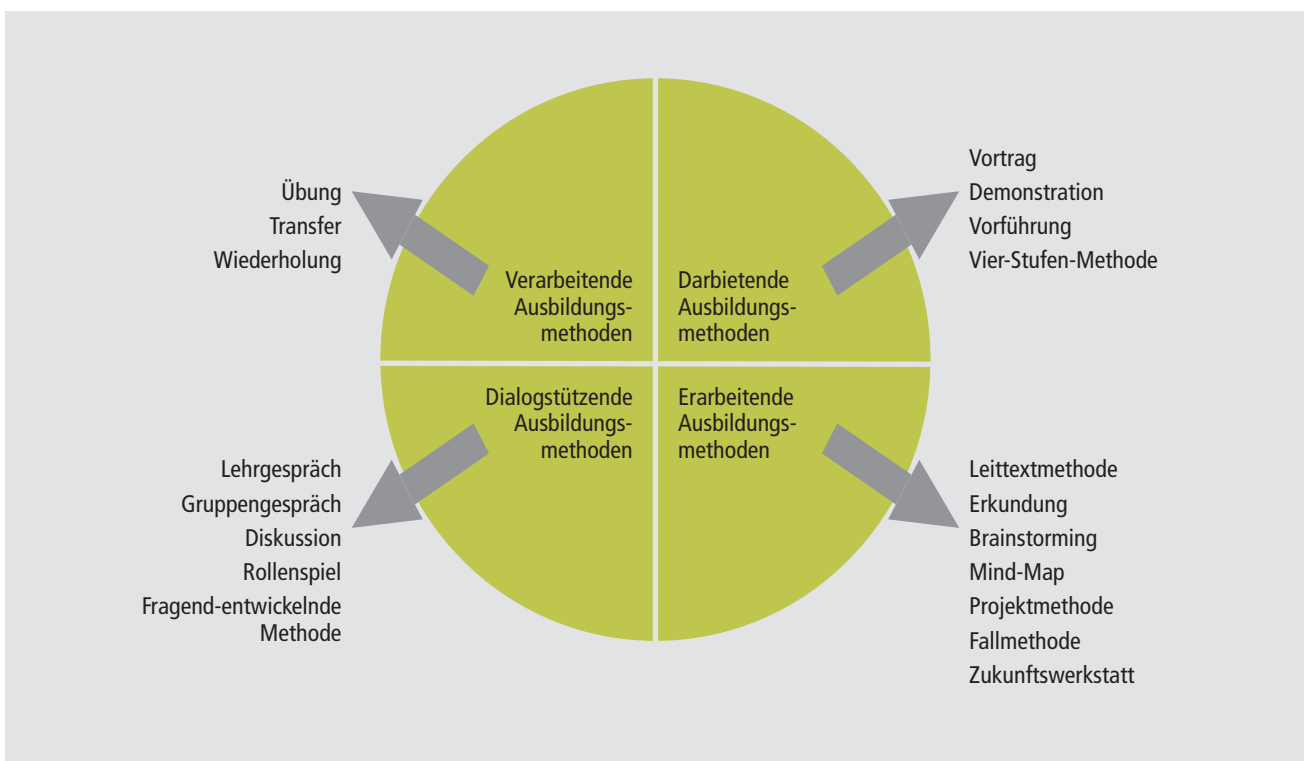 Übung
Transfer
Wiederholung
Verarbeitende
Ausbildungs-
methoden
Vortrag
Demonstration
Vorführung
Vier-Stufen-Methode
Darbietende
Ausbildungs-
methoden
Dialogstützende
Ausbildungs-
methoden
Lehrgespräch
Gruppengespräch
Diskussion
Rollenspiel
Fragend-entwickelnde
Methode
Erarbeitende
Ausbildungs-
methoden
Leittextmethode
Erkundung
Brainstorming
Mind-Map
Projektmethode
Fallmethode
Zukunftswerkstatt